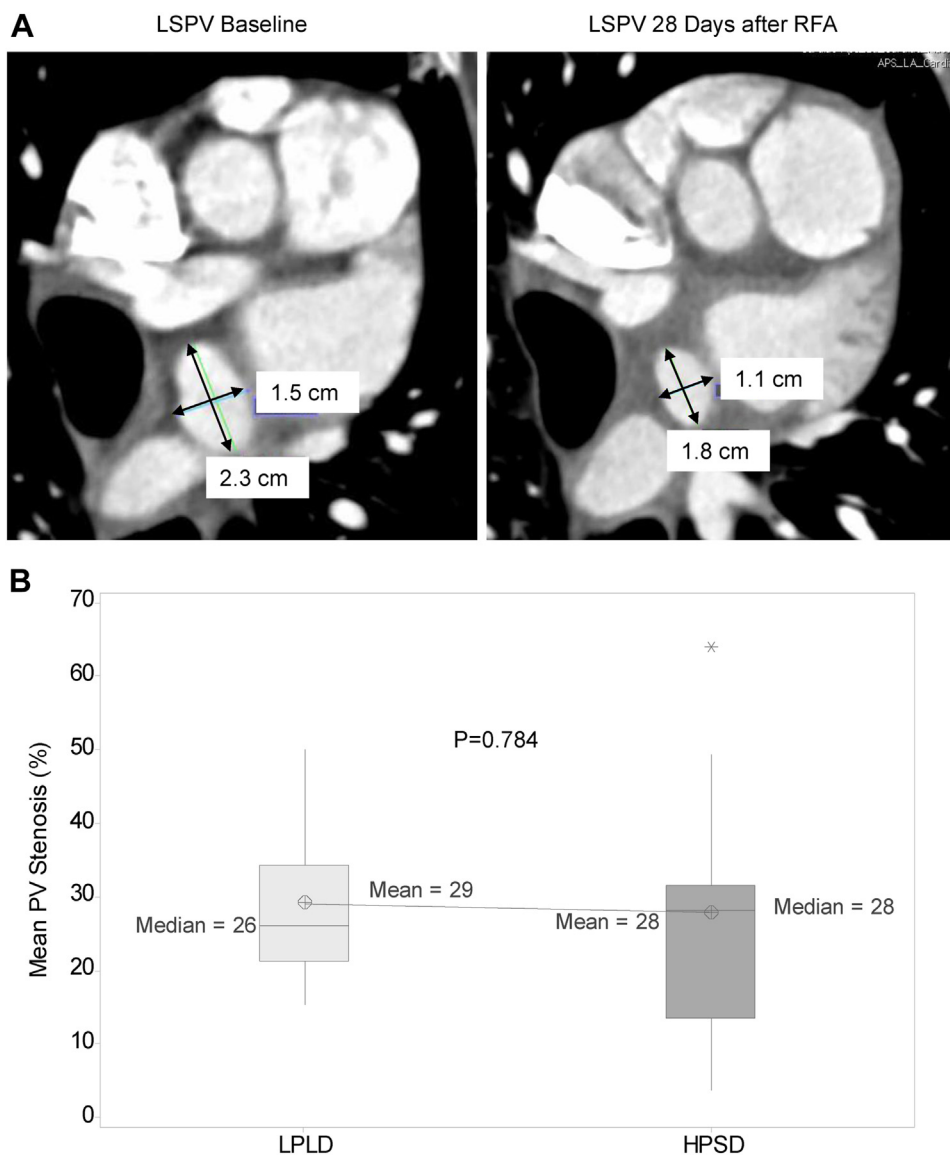 A
LSPV Baseline
LSPV 28 Days after RFA
APS_LA_Cardi
1.5 cm
2.3 cm
1.1 cm
1.8 cm
B
Mean PV Stenosis (%)
70
60
50
40
30
20
10
0
P=0.784
Mean = 29
Median = 26
Mean = 28
Median = 28
LPLD
HPSD